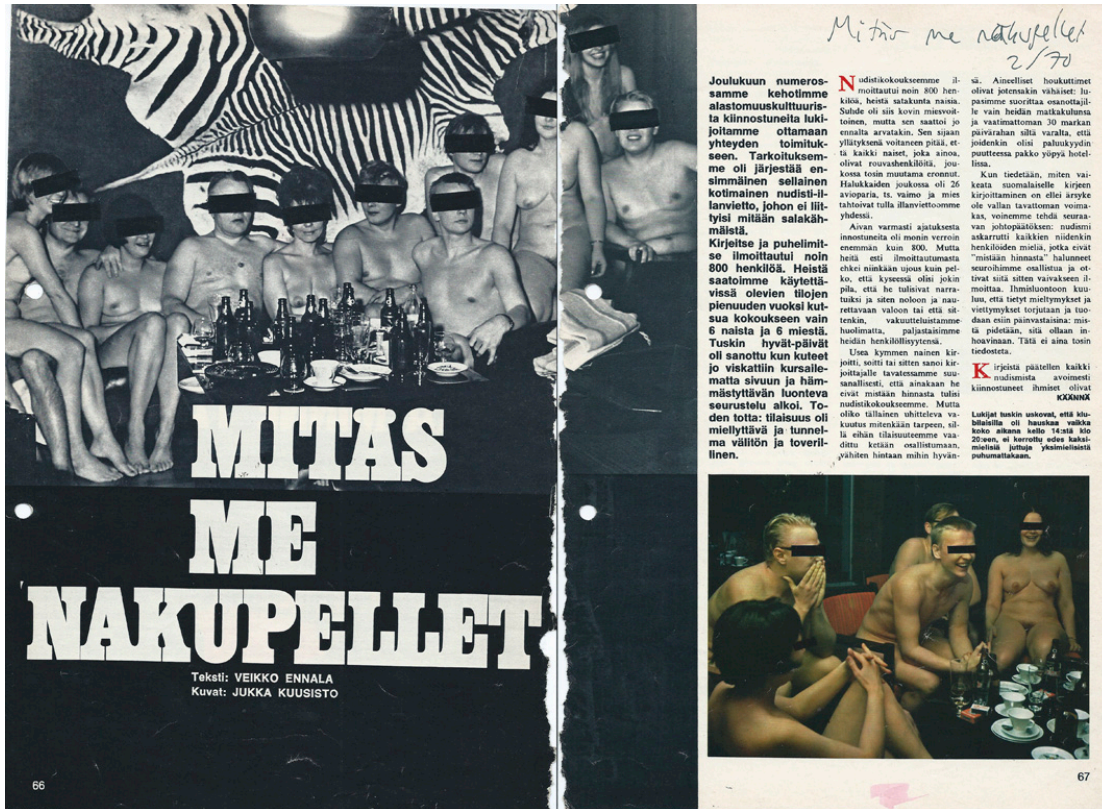 MITAS
ME
NAKUPELLET
Teksti: VEIKKO ENNALA
Kuvat: JUKKA KUUSISTO
66
Mitäs me nakupellet
2/70
Joulukuun numeros-
samme kehotimme
alastomuuskulttuuris-
ta kiinnostuneita luki-
joitamme ottamaan
yhteyden toimituk-
seen. Tarkoituksem-
me oli järjestää en-
simmäinen sellainen
kotimainen nudisti-il-
lanvietto, johon ei liit-
tyisi mitään salakäh-
mäistä.
Kirjeitse ja puhelimit-
se ilmoittautui noin
800 henkilöä. Heistä
saatoimme käytettä-
vissä olevien tilojen
pienuuden vuoksi kut-
sua kokoukseen vain
6 naista ja 6 miestä.
Tuskin hyvät-päivät
oli sanottu kun kuteet
jo viskattiin kursaile-
matta sivuun ja häm-
mästyttävän luonteva
seurustelu alkoi. To-
den totta: tilaisuus oli
miellyttävä ja tunnel-
ma välitön ja toveril-
linen.
Nudistikokoukseemme il-
moittautui noin 800 hen-
kilöä, heistä satakunta naisia.
Suhde oli siis kovin miesvoit-
toinen, mutta sen saattoi jo
ennalta arvatakin. Sen sijaan
yllätyksenä voitaneen pitää, et-
tä kaikki naiset, joka ainoa,
olivat rouvashenkilöitä, jou-
kossa tosin muutama eronnut.
Halukkaiden joukossa oli 26
avioparia, ts. vaimo ja mies
tahtoivat tulla illanviettoomme
yhdessä.
Aivan varmasti ajatuksesta
innostuneita oli monin verroin
enemmän kuin 800. Mutta
heitä esti ilmoittautumasta
ehkei niinkään ujous kuin pel-
ko, että kyseessä olisi jokin
pila, että he tulisivat narra-
tuiksi ja siten noloon ja nau-
rettavaan valoon tai että sit-
tenkin, vakuutteluistamme
huolimatta, paljastaisimme
heidän henkilöllisyytensä.
Usea kymmen nainen kir-
joitti, soitti tai sitten sanoi kir-
joittajalle tavatessamme suu-
sanallisesti, että ainakaan he
eivät mistään hinnasta tulisi
nudistikokoukseemme. Mutta
oliko tällainen uhitteleva va-
kuutus mitenkään tarpeen, sil-
lä eihän tilaisuuteemme vaa-
dittu ketään osallistumaan,
vähiten hintaan mihin hyvän-
sä. Aineelliset houkuttimet
olivat jotensakin vähäiset: lu-
pasimme suorittaa osanottajil-
le vain heidän matkakulunsa
ja vaatimattoman 30 markan
päivärahan siltä varalta, että
joidenkin olisi paluukyydin
puutteessa pakko yöpyä hotel-
lissa.
Kun tiedetään, miten vai-
keata suomalaiselle kirjeen
kirjoittaminen on ellei ärsyke
ole vallan tavattoman voima-
kas, voinemme tehdä seuraa-
van johtopäätöksen: nudismi
askarrutti kaikkien niidenkin
henkilöiden mieliä, jotka eivät
"mistään hinnasta" halunneet
seuroihimme osallistua ja ot-
tivat siitä sitten vaivakseen il-
moittaa. Ihmisluontoon kuu-
luu, että tietyt mieltymykset ja
viettymykset torjutaan ja tuo-
daan esiin päinvastaisina: mis-
tä pidetään, sitä ollaan in-
hoavinaan. Tätä ei aina tosin
tiedosteta.
Kirjeistä päätellen kaikki
nudismista avoimesti
kiinnostuneet ihmiset olivat
KÄÄNNÄ
Lukijat tuskin uskovat, että klu-
bilaisilla oli hauskaa vaikka
koko aikana kello 14:stä klo
20:een, ei kerrottu edes kaksi-
mielisiä juttuja yksimielisistä
puhumattakaan.
67